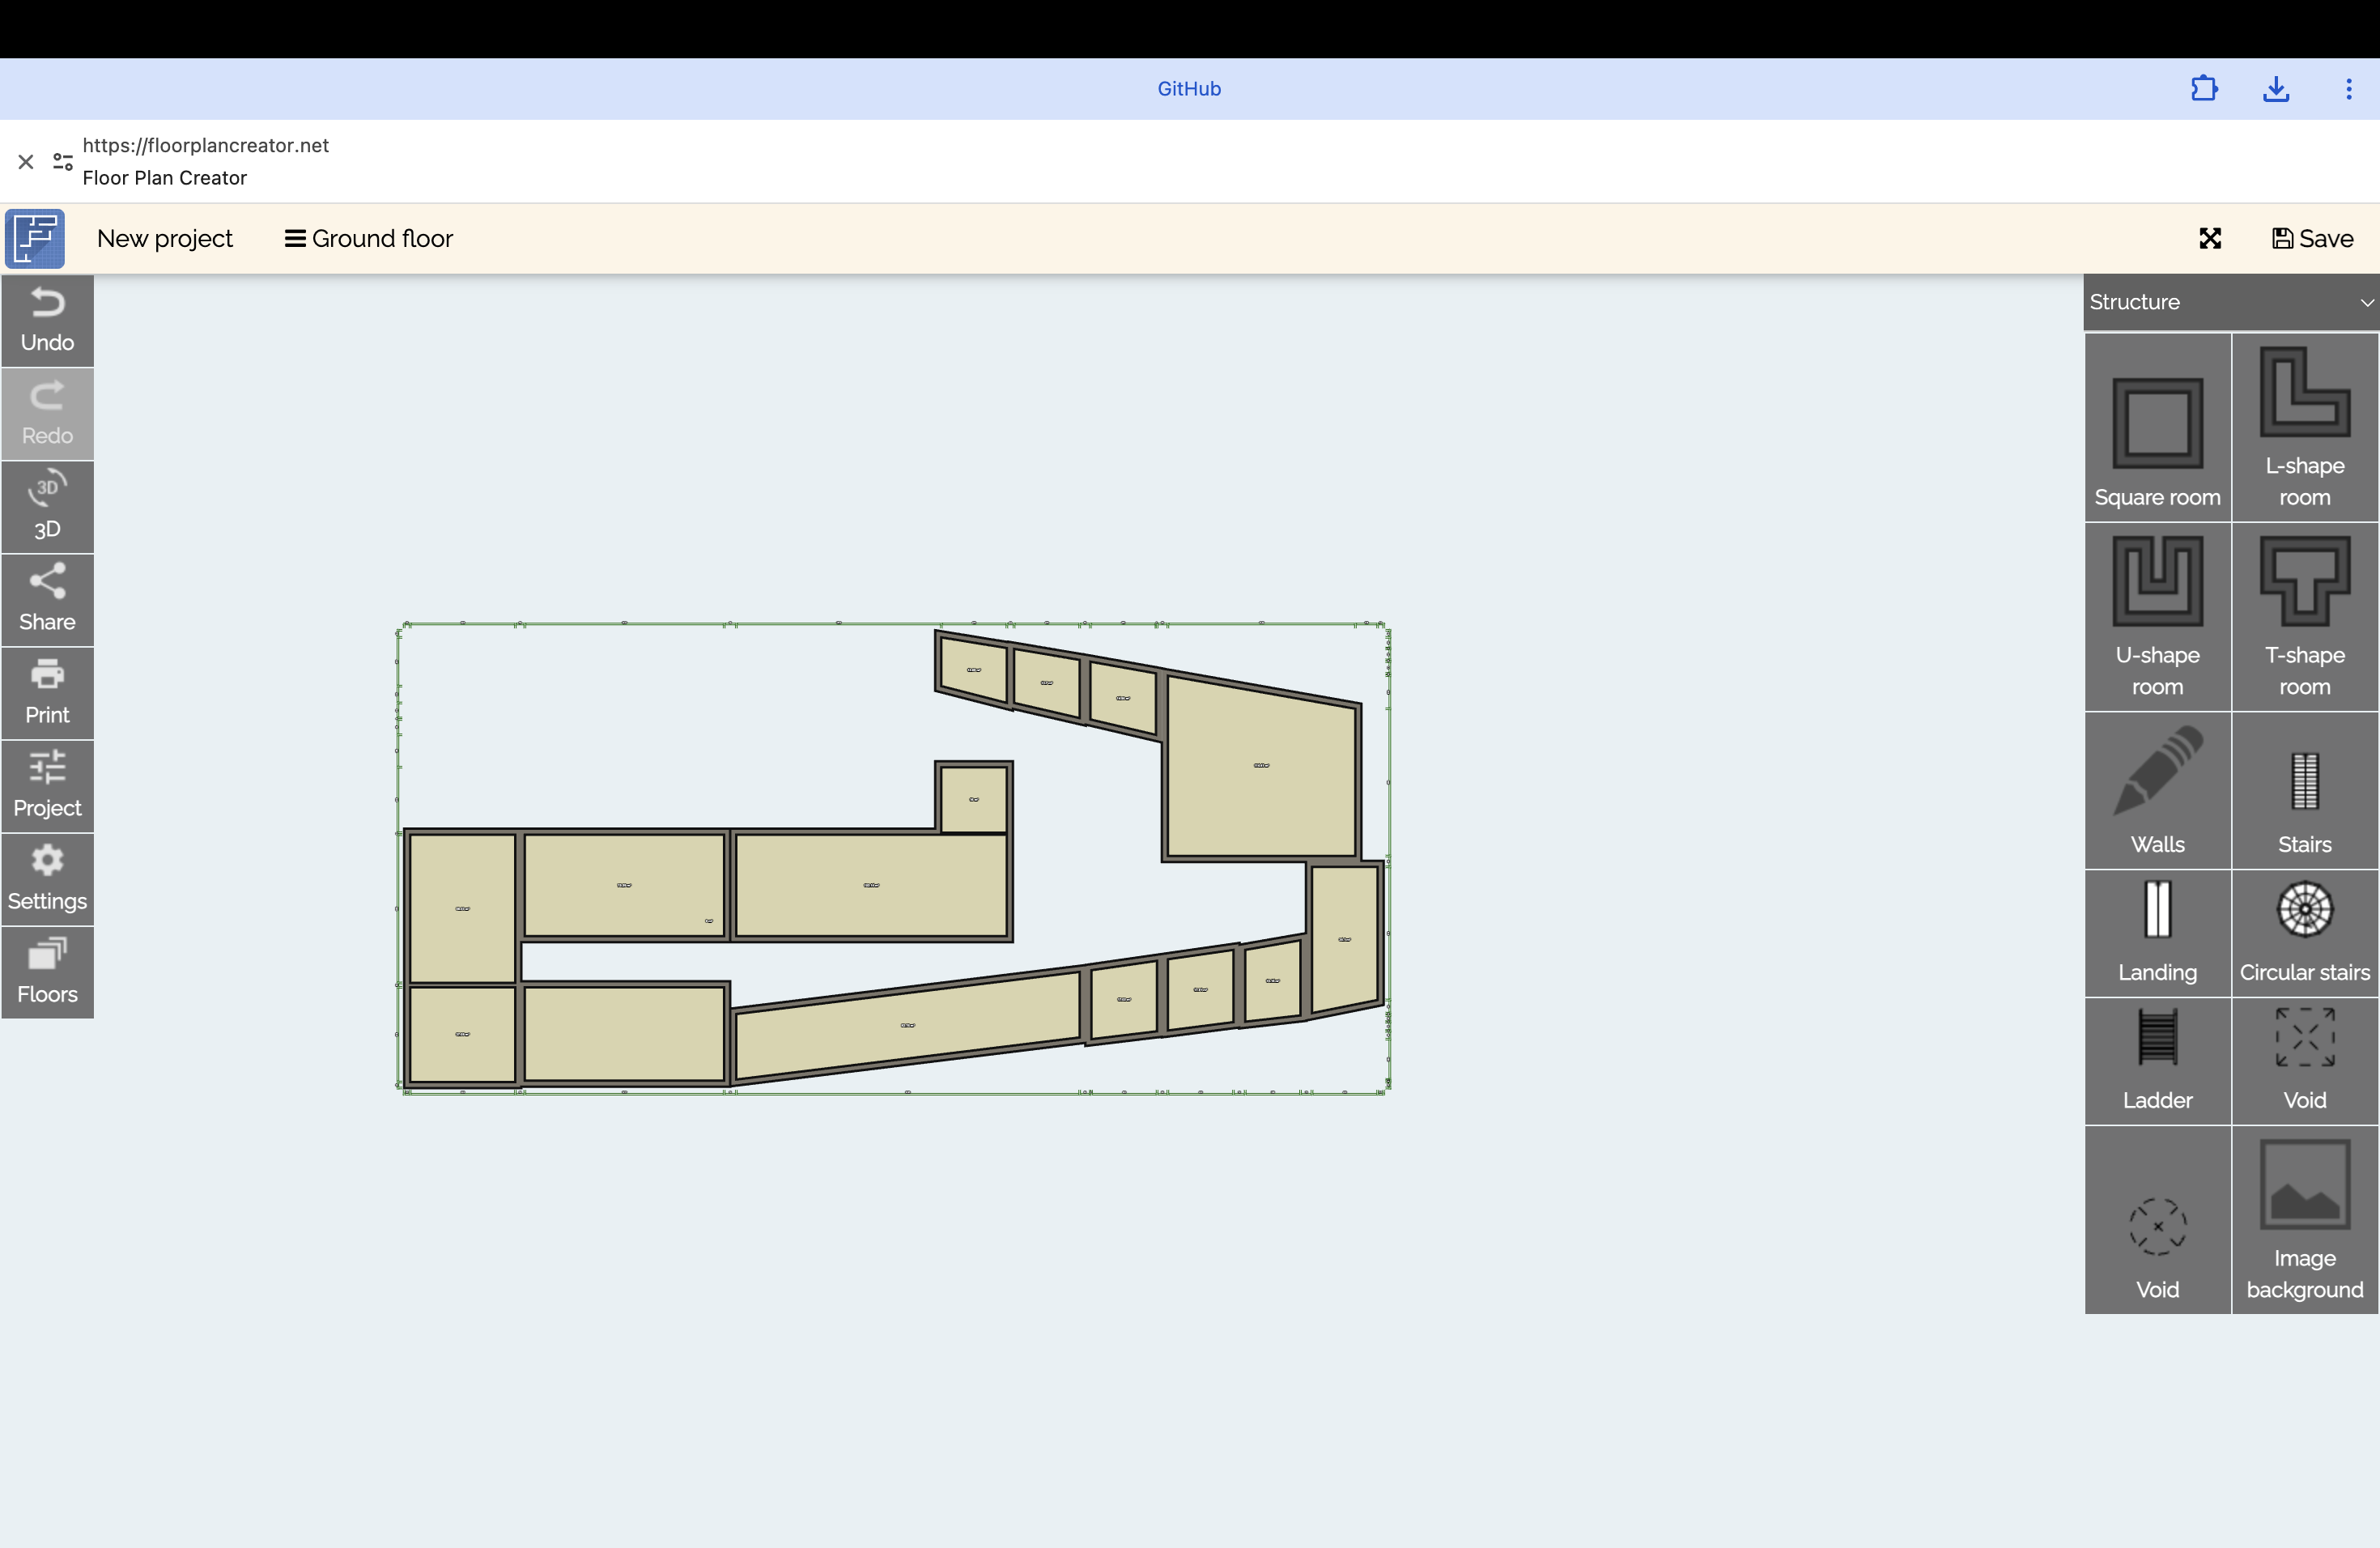 GitHub
https://floorplancreator.net
Floor Plan Creator
New project
Ground floor
Save
Undo
Redo
3D
3D
Share
Print
Project
Settings
Floors
Structure
Square room
L-shape
room
U-shape
room
T-shape
room
Walls
Stairs
Landing
Circular stairs
Ladder
Void
Void
Image
background